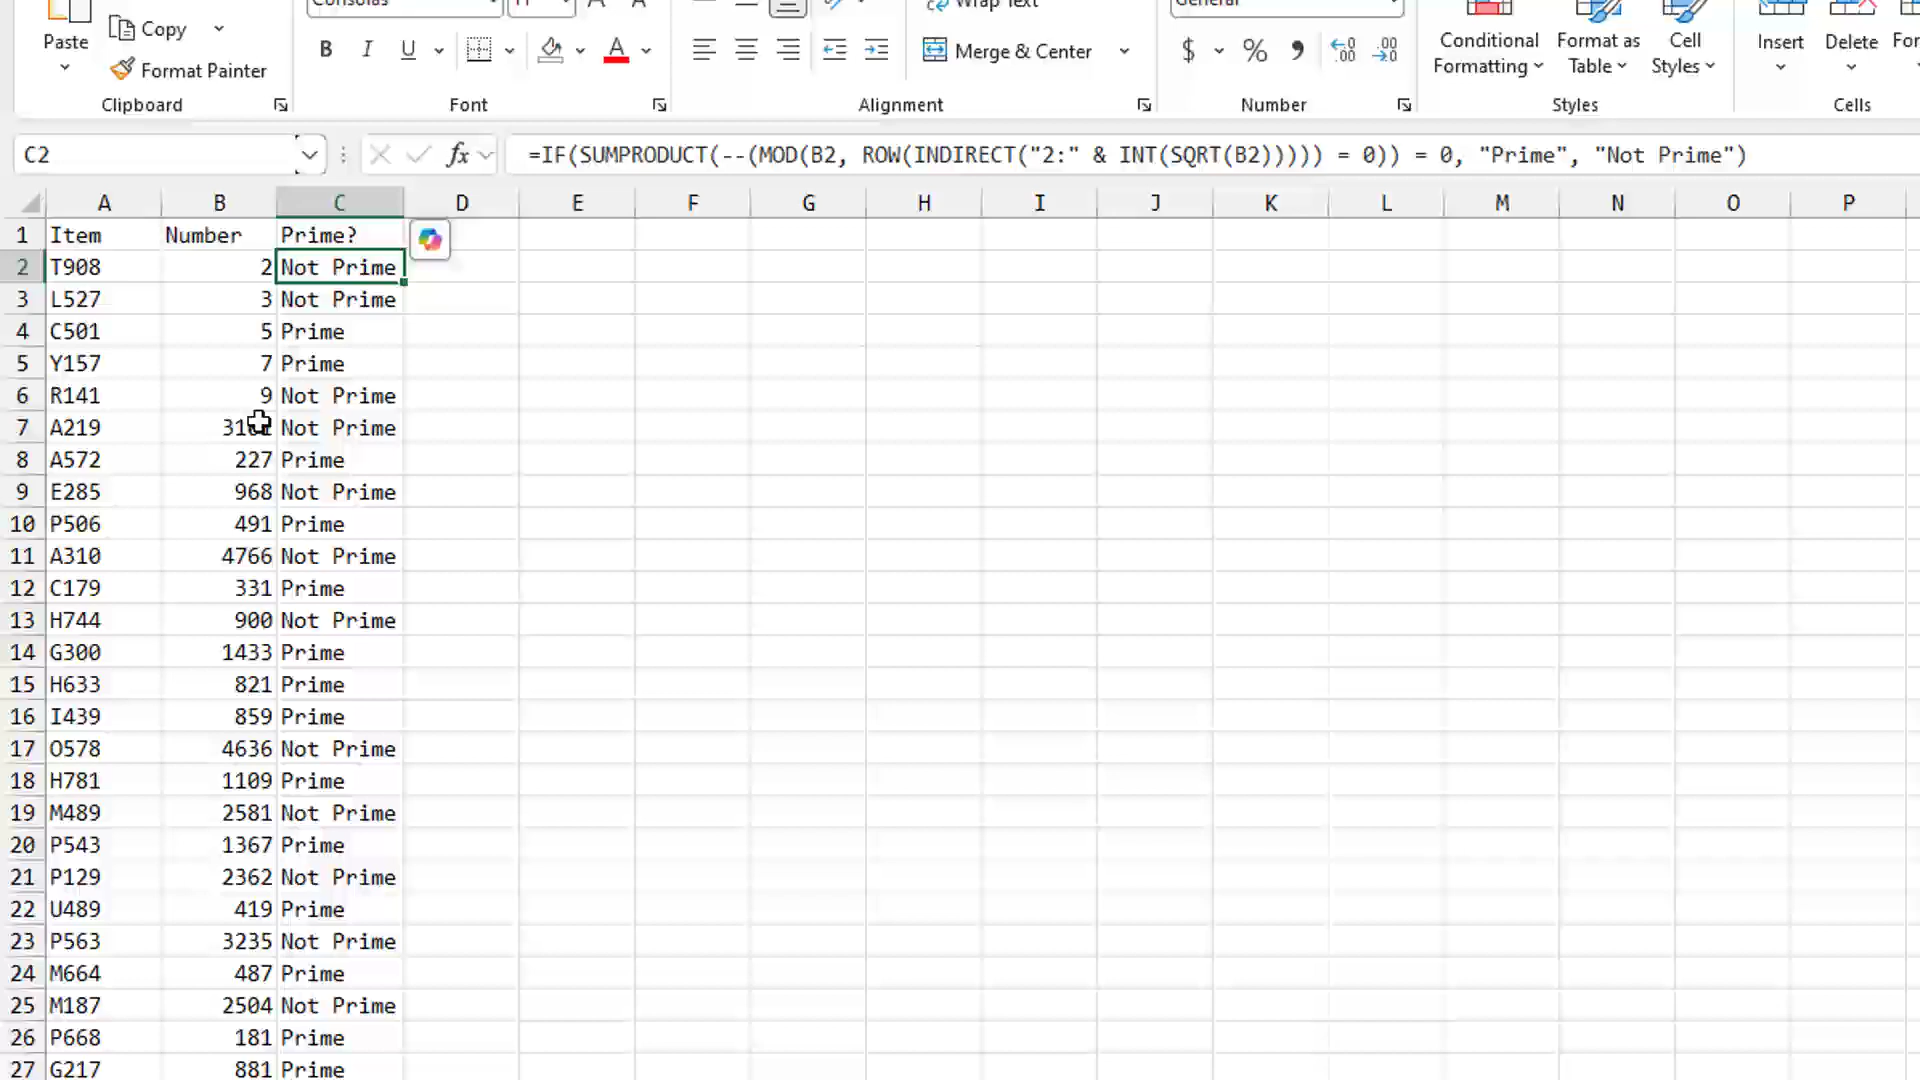 Consolas 11 General Wrap Text
Paste Copy B I U A Merge & Center $ % Conditional Formatting Format as Table Cell Styles Insert Delete
Format Painter
Clipboard Font Alignment Number Styles Cells
C2 fx =IF(SUMPRODUCT(--(MOD(B2, ROW(INDIRECT("2:" & INT(SQRT(B2))))) = 0)) = 0, "Prime", "Not Prime")
A B C D E F G H I J K L M N O P
1 Item Number Prime?
2 T908 2 Not Prime
3 L527 3 Not Prime
4 C501 5 Prime
5 Y157 7 Prime
6 R141 9 Not Prime
7 A219 Not Prime
8 A572 227 Prime
9 E285 968 Not Prime
10 P506 491 Prime
11 A310 4766 Not Prime
12 C179 331 Prime
13 H744 900 Not Prime
14 G300 1433 Prime
15 H633 821 Prime
16 I439 859 Prime
17 O578 4636 Not Prime
18 H781 1109 Prime
19 M489 2581 Not Prime
20 P543 1367 Prime
21 P129 2362 Not Prime
22 U489 419 Prime
23 P563 3235 Not Prime
24 M664 487 Prime
25 M187 2504 Not Prime
26 P668 181 Prime
27 G217 881 Prime